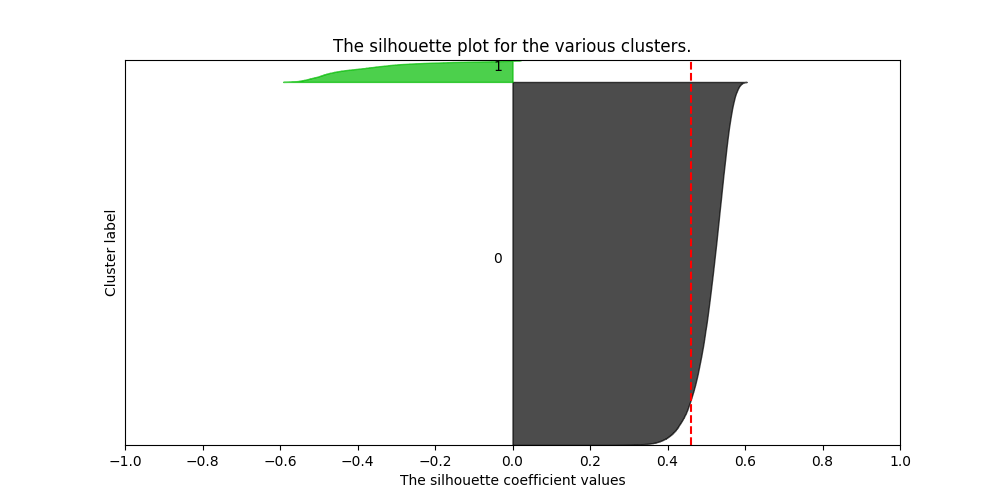 The silhouette plot for the various clusters.
1
0
Cluster label
−1.0 −0.8 −0.6 −0.4 −0.2 0.0 0.2 0.4 0.6 0.8 1.0
The silhouette coefficient values